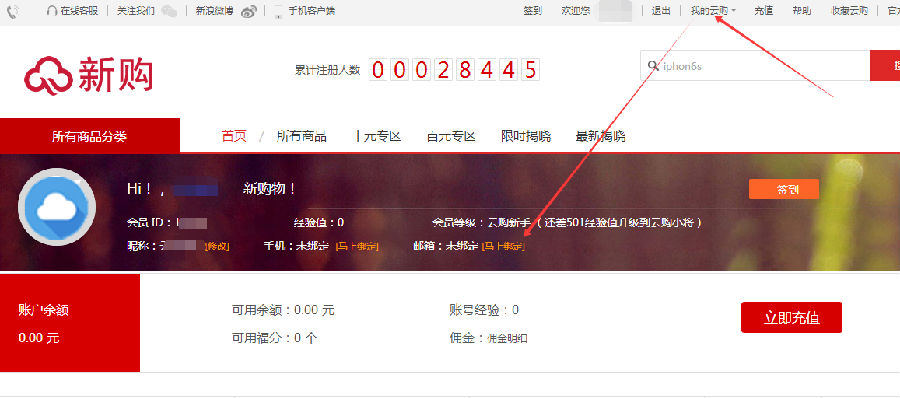 在线客服 关注我们 新浪微博 手机客户端 签到 欢迎您 退出 我的云购 充值 帮助 收藏云购 官方
新购 累计注册人数 00028445 iphon6s
所有商品分类 首页 / 所有商品 十元专区 百元专区 限时揭晓 最新揭晓
Hi！， 新购物！ 签到
会员 ID：1 经验值：0 会员等级：云购新手 （还差501经验值升级到云购小将）
昵称： [修改] 手机：未绑定 [马上绑定] 邮箱：未绑定 [马上绑定]
账户余额 可用余额：0.00 元 账号经验：0 立即充值
0.00 元 可用福分：0 个 佣金：佣金明细